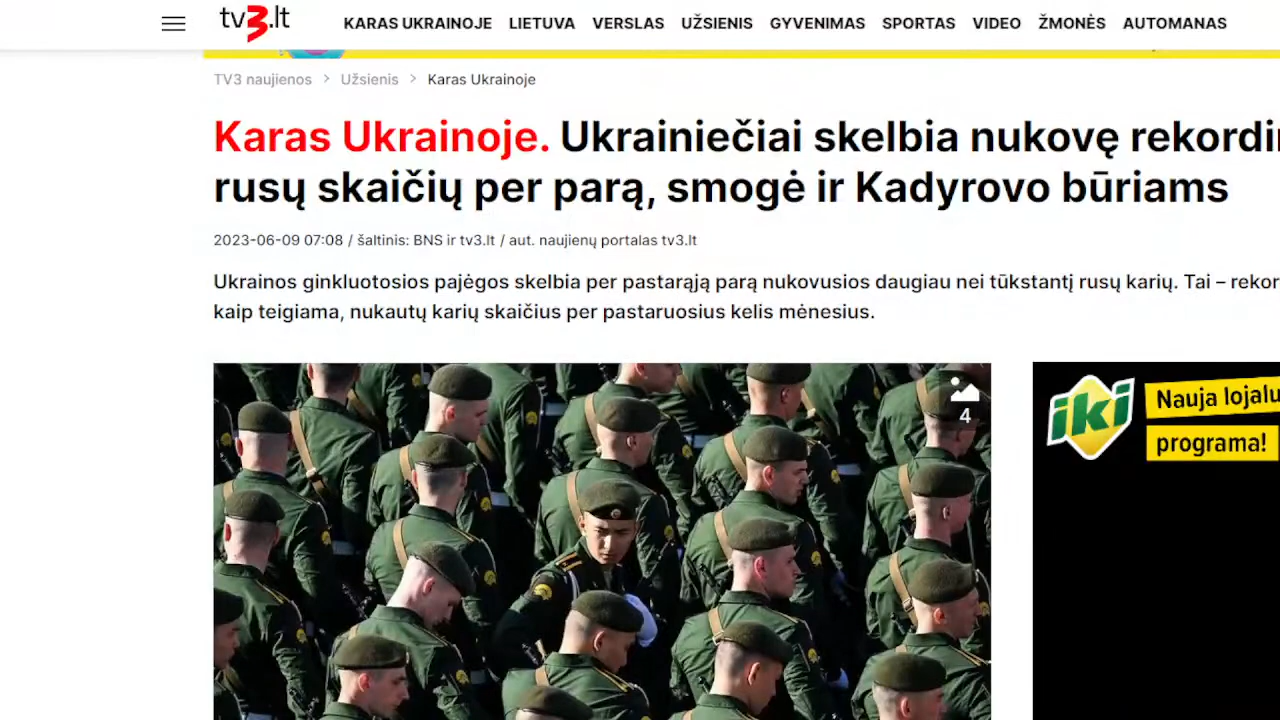 tv3.lt
KARAS UKRAINOJE LIETUVA VERSLAS UŽSIENIS GYVENIMAS SPORTAS VIDEO ŽMONĖS AUTOMANAS
TV3 naujienos > Užsienis > Karas Ukrainoje
Karas Ukrainoje. Ukrainiečiai skelbia nukovę
rusų skaičių per parą, smogė ir Kadyrovo būriams
2023-06-09 07:08 / šaltinis: BNS ir tv3.lt / aut. naujienų portalas tv3.lt
Ukrainos ginkluotosios pajėgos skelbia per pastarąją parą nukovusios daugiau nei tūkstantį rusų karių. Tai –
kaip teigiama, nukautų karių skaičius per pastaruosius kelis mėnesius.
4
iki
Nauja
programa!